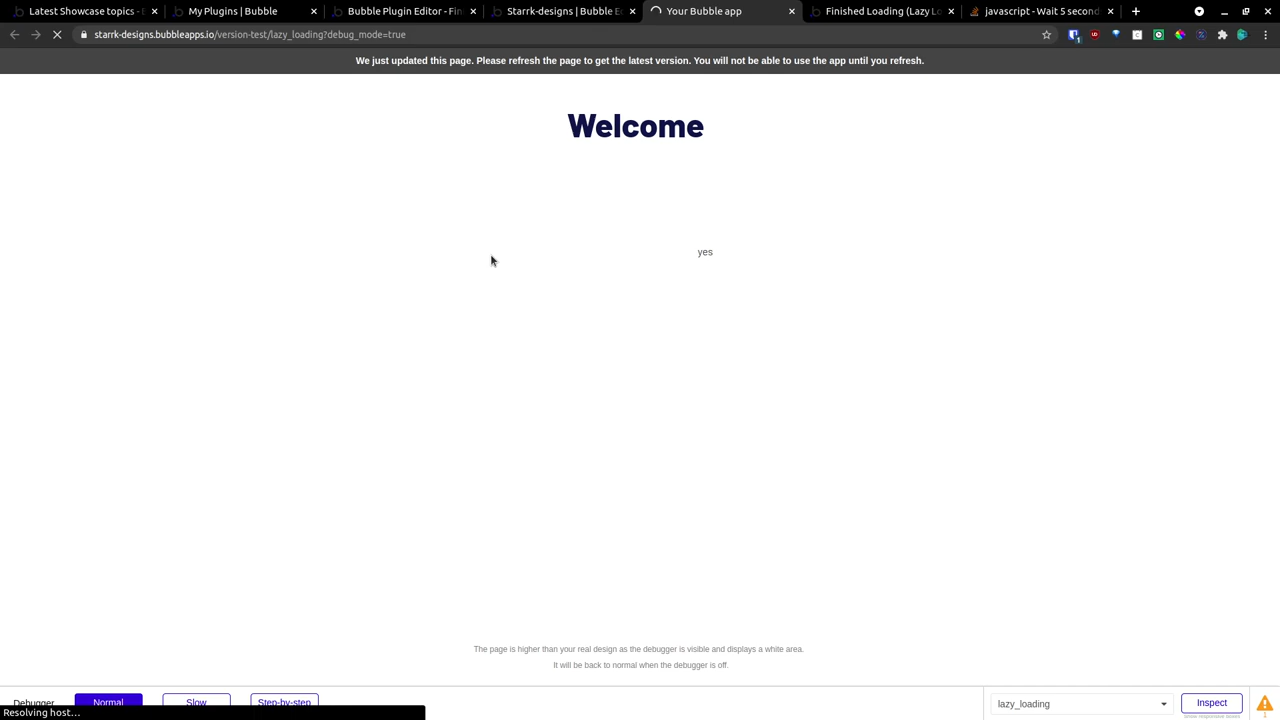 Latest Showcase topics -
My Plugins | Bubble
Bubble Plugin Editor - Fin
Starrk-designs | Bubble E
Your Bubble app
Finished Loading (Lazy Lo
javascript - Wait 5 second
starrk-designs.bubbleapps.io/version-test/lazy_loading?debug_mode=true
We just updated this page. Please refresh the page to get the latest version. You will not be able to use the app until you refresh.
Welcome
yes
The page is higher than your real design as the debugger is visible and displays a white area.
It will be back to normal when the debugger is off.
Debugger
Normal
Slow
Step-by-step
lazy_loading
Inspect
Show responsive boxes
1
Resolving host…